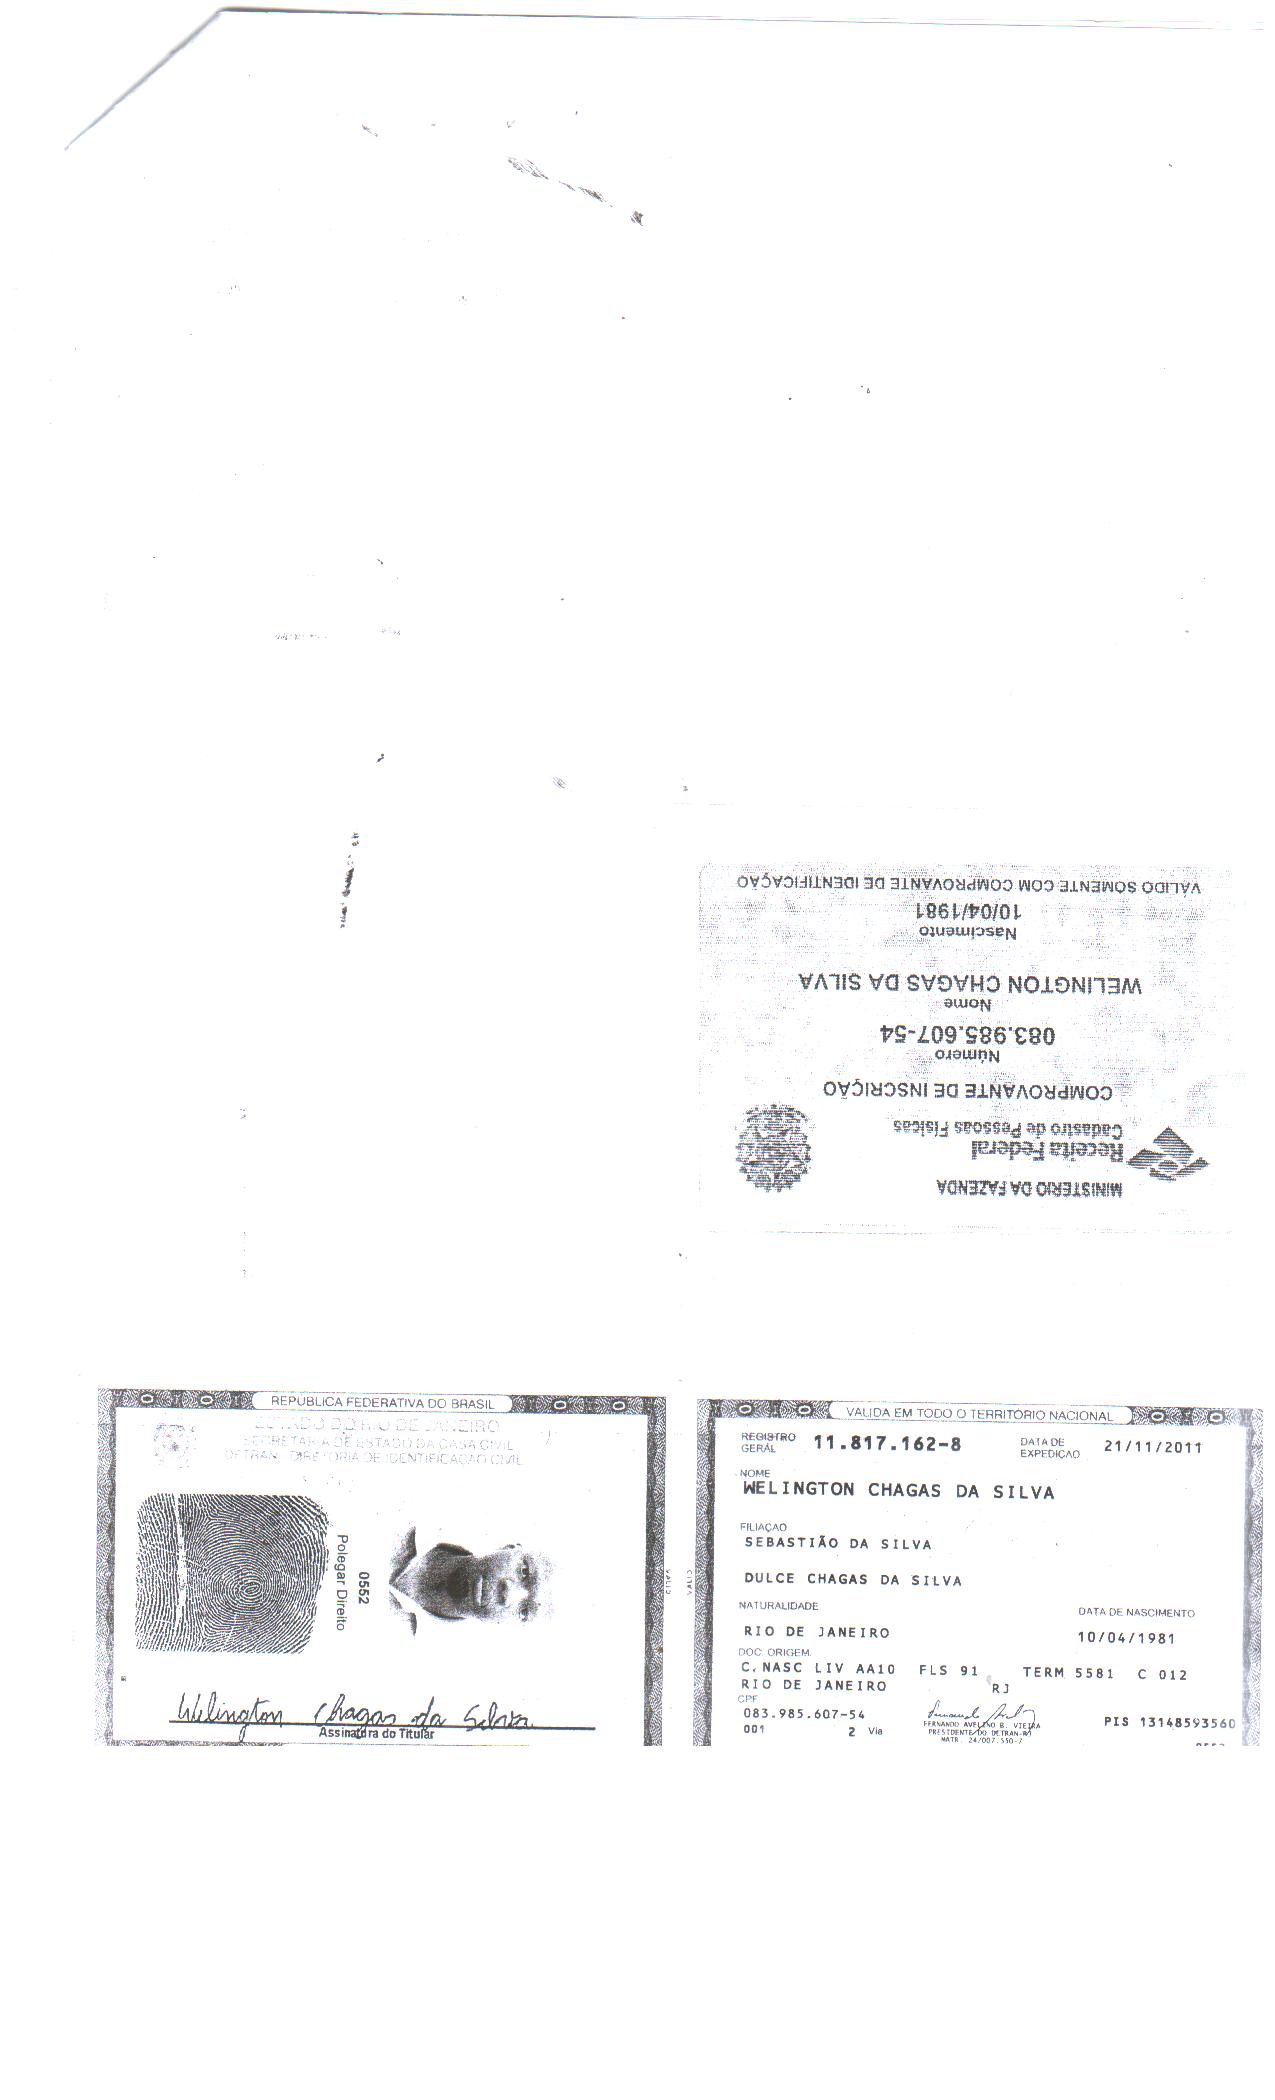 MINISTERIO DA FAZENDA
Receita Federal
Cadastro de Pessoas Físicas
COMPROVANTE DE INSCRIÇÃO
Número
083.985.607-54
Nome
WELINGTON CHAGAS DA SILVA
Nascimento
10/04/1981
VÁLIDO SOMENTE COM COMPROVANTE DE IDENTIFICAÇÃO
REPÚBLICA FEDERATIVA DO BRASIL
ESTADO DO RIO DE JANEIRO
SECRETARIA DE ESTADO DA CASA CIVIL
DETRAN DIRETORIA DE IDENTIFICAÇÃO CIVIL
0552
Polegar Direito
Welington Chagas da Silva
Assinatura do Titular
VALIDA EM TODO O TERRITÓRIO NACIONAL
REGISTRO GERAL 11.817.162-8 DATA DE EXPEDIÇÃO 21/11/2011
NOME
WELINGTON CHAGAS DA SILVA
FILIAÇÃO
SEBASTIÃO DA SILVA
DULCE CHAGAS DA SILVA
NATURALIDADE DATA DE NASCIMENTO
RIO DE JANEIRO 10/04/1981
DOC. ORIGEM
C. NASC LIV AA10 FLS 91 TERM 5581 C 012
RIO DE JANEIRO RJ
CPF
083.985.607-54
001 2 Via
FERNANDO AVELINO B. VIEIRA
PRESIDENTE DO DETRAN-RJ
MATR. 24/007.550-7
PIS 13148593560